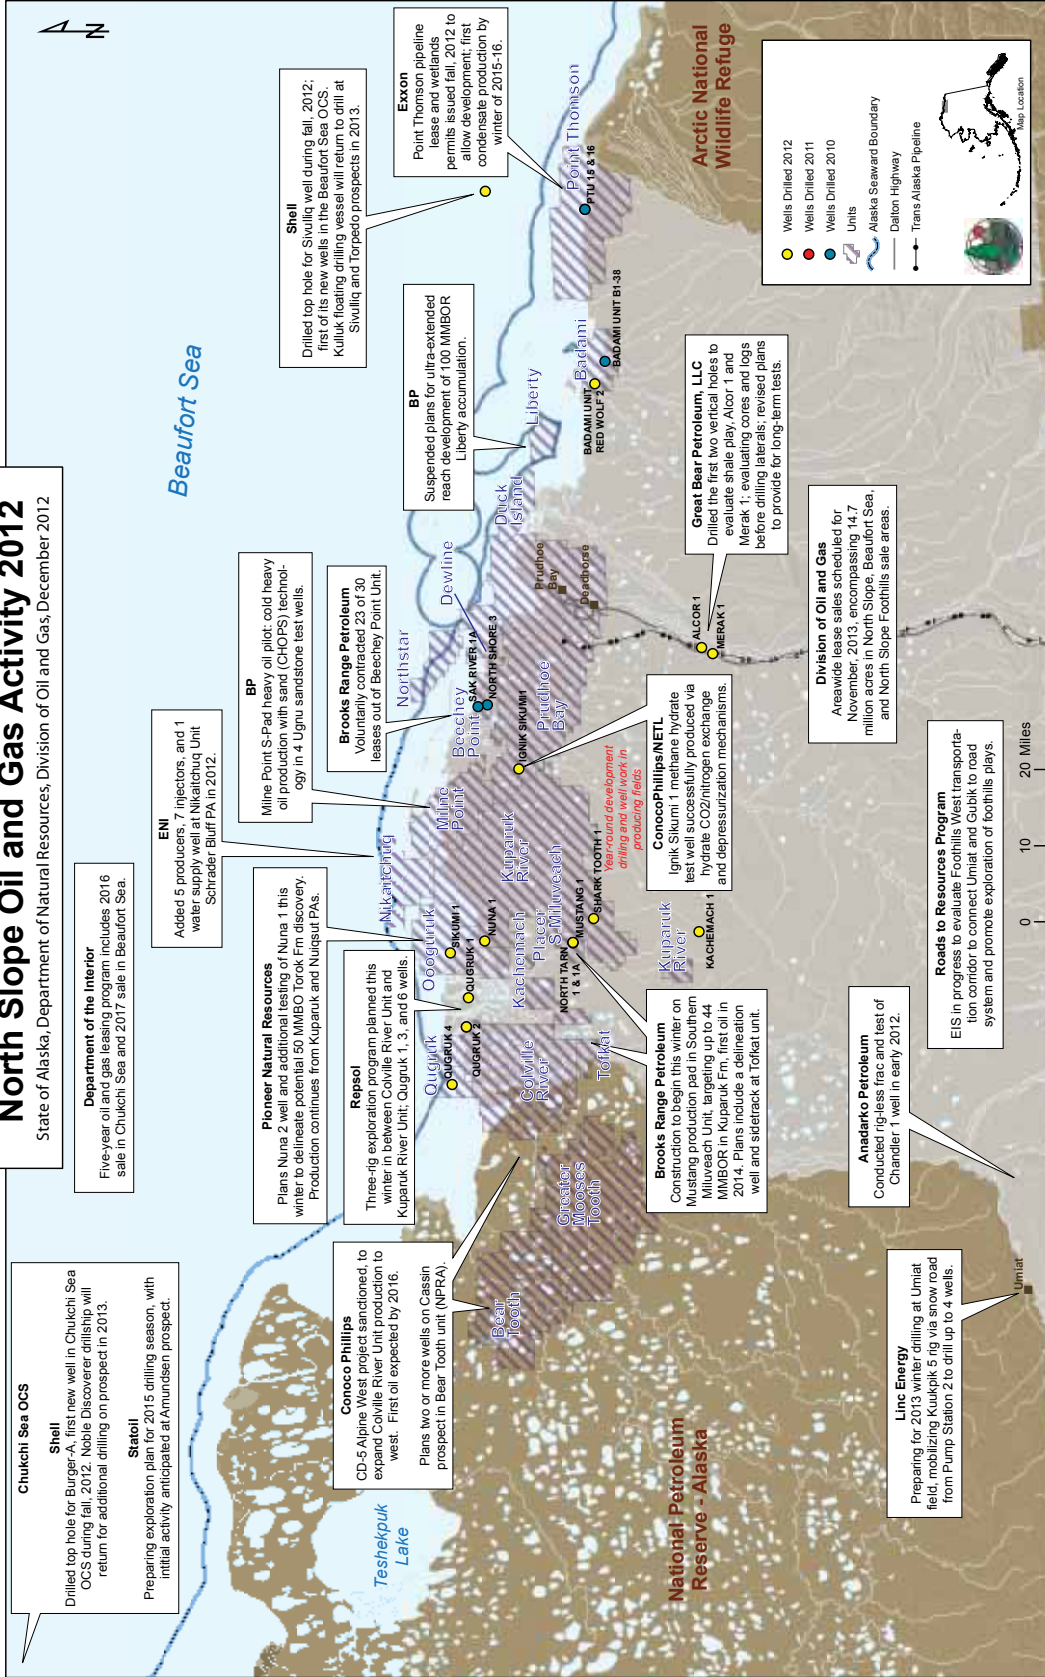 North Slope Oil and Gas Activity 2012
State of Alaska, Department of Natural Resources, Division of Oil and Gas, December 2012
N
Chukchi Sea OCS
Shell
Drilled top hole for Burger-A, first new well in Chukchi Sea
OCS during fall, 2012. Noble Discoverer drillship will
return for additional drilling on prospect in 2013.
Statoil
Preparing exploration plan for 2015 drilling season, with
intitial activity anticipated at Amundsen prospect.
Department of the Interior
Five-year oil and gas leasing program includes 2016
sale in Chukchi Sea and 2017 sale in Beaufort Sea.
ENI
Added 5 producers, 7 injectors, and 1
water supply well at Nikaitchuq Unit
Schrader Bluff PA in 2012.
Beaufort Sea
BP
Milne Point S-Pad heavy oil pilot: cold heavy
oil production with sand (CHOPS) technol-
ogy in 4 Ugnu sandstone test wells.
Shell
Drilled top hole for Sivulliq well during fall, 2012;
first of its new wells in the Beaufort Sea OCS.
Kulluk floating drilling vessel will return to drill at
Sivulliq and Torpedo prospects in 2013.
Pioneer Natural Resources
Plans Nuna 2 well and additional testing of Nuna 1 this
winter to delineate potential 50 MMBO Torok Fm discovery.
Production continues from Kuparuk and Nuiqsut PAs.
Brooks Range Petroleum
Voluntarily contracted 23 of 30
leases out of Beechey Point Unit.
BP
Suspended plans for ultra-extended
reach development of 100 MMBOR
Liberty accumulation.
Exxon
Point Thomson pipeline
lease and wetlands
permits issued fall, 2012 to
allow development; first
condensate production by
winter of 2015-16.
Conoco Phillips
CD-5 Alpine West project sanctioned, to
expand Colville River Unit production to
west. First oil expected by 2016.
Plans two or more wells on Cassin
prospect in Bear Tooth unit (NPRA).
Repsol
Three-rig exploration program planned this
winter in between Colville River Unit and
Kuparuk River Unit; Qugruk 1, 3, and 6 wells.
Teshekpuk
Lake
Nikaitchuq
Northstar
Dewline
Oooguruk
Qugruk
Milne
Point
Beechey
Point
Duck
Island
Liberty
Badami
Point Thomson
SIKUMI 1
QUGRUK 4
QUGRUK 1
QUGRUK 2
NUNA 1
SAK RIVER 1A
NORTH SHORE 3
IGNIK SIKUMI1
PTU 15 & 16
BADAMI UNIT
RED WOLF 2
BADAMI UNIT B1-38
Bear
Tooth
Greater
Mooses
Tooth
Colville
River
Kachemach
Placer
S.Miluveach
Kuparuk
River
Prudhoe
Bay
Prudhoe
Bay
Deadhorse
Tofkat
NORTH TARN
1 & 1A
MUSTANG 1
SHARK TOOTH 1
Year-round development
drilling and well work in
producing fields
Kuparuk
River
KACHEMACH 1
ALCOR 1
MERAK 1
Brooks Range Petroleum
Construction to begin this winter on
Mustang production pad in Southern
Miluveach Unit, targeting up to 44
MMBOR in Kuparuk Fm, first oil in
2014. Plans include a delineation
well and sidetrack at Tofkat unit.
ConocoPhillips/NETL
Ignik Sikumi 1 methane hydrate
test well successfully produced via
hydrate CO2/nitrogen exchange
and depressurization mechanisms.
Great Bear Petroleum, LLC
Drilled the first two vertical holes to
evaluate shale play, Alcor 1 and
Merak 1; evaluating cores and logs
before drilling laterals; revised plans
to provide for long-term tests.
National Petroleum
Reserve - Alaska
Arctic National
Wildlife Refuge
Division of Oil and Gas
Areawide lease sales scheduled for
November, 2013, encompassing 14.7
million acres in North Slope, Beaufort Sea,
and North Slope Foothills sale areas.
Linc Energy
Preparing for 2013 winter drilling at Umiat
field, mobilizing Kuukpik 5 rig via snow road
from Pump Station 2 to drill up to 4 wells.
Umiat
Anadarko Petroleum
Conducted rig-less frac and test of
Chandler 1 well in early 2012.
Roads to Resources Program
EIS in progress to evaluate Foothills West transporta-
tion corridor to connect Umiat and Gubik to road
system and promote exploration of foothills plays.
0 10 20 Miles
Wells Drilled 2012
Wells Drilled 2011
Wells Drilled 2010
Units
Alaska Seaward Boundary
Dalton Highway
Trans Alaska Pipeline
Map Location